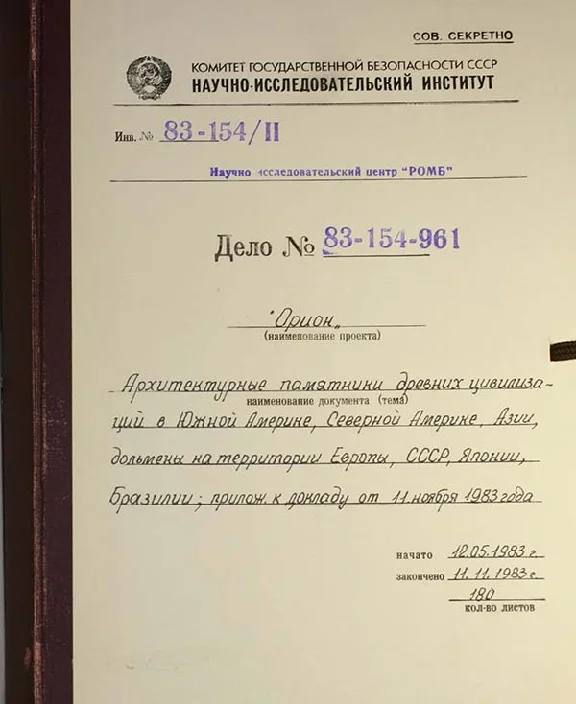 СОВ. СЕКРЕТНО
КОМИТЕТ ГОСУДАРСТВЕННОЙ БЕЗОПАСНОСТИ СССР
НАУЧНО-ИССЛЕДОВАТЕЛЬСКИЙ ИНСТИТУТ
Инв. № 83-154/II
Научно исследовательский центр "РОМБ"
Дело № 83-154-961
"Орион"
(наименование проекта)
Архитектурные памятники древних цивилиза-
наименование документа (тема)
ций в Южной Америке, Северной Америке, Азии,
дольмены на территории Европы, СССР, Японии,
Бразилии; прилож. к докладу от 11 ноября 1983 года
начато 12.05.1983 г.
закончено 11.11.1983 г.
180
кол-во листов